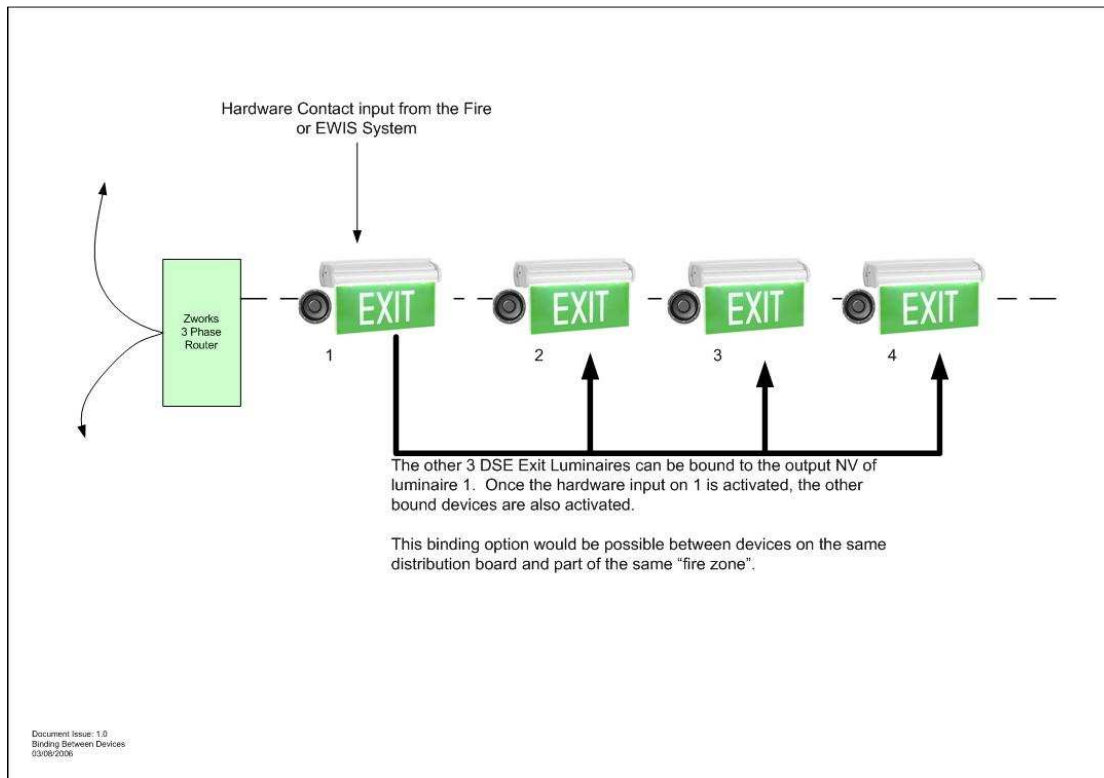 Hardware Contact input from the Fire
or EWIS System
Zworks
3 Phase
Router
EXIT
EXIT
EXIT
EXIT
1
2
3
4
The other 3 DSE Exit Luminaires can be bound to the output NV of
luminaire 1.  Once the hardware input on 1 is activated, the other
bound devices are also activated.
This binding option would be possible between devices on the same
distribution board and part of the same “fire zone”.
Document Issue: 1.0
Binding Between Devices
03/08/2006